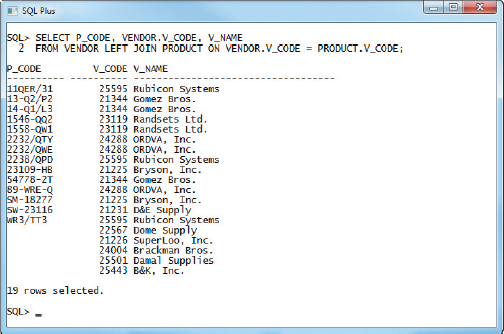 SQL Plus
SQL> SELECT P_CODE, VENDOR.V_CODE, V_NAME
2 FROM VENDOR LEFT JOIN PRODUCT ON VENDOR.V_CODE = PRODUCT.V_CODE;
P_CODE V_CODE V_NAME
---------- ---------- -----------------------------------
11QER/31 25595 Rubicon Systems
13-Q2/P2 21344 Gomez Bros.
14-Q1/L3 21344 Gomez Bros.
1546-QQ2 23119 Randsets Ltd.
1558-QW1 23119 Randsets Ltd.
2232/QTY 24288 ORDVA, Inc.
2232/QWE 24288 ORDVA, Inc.
2238/QPD 25595 Rubicon Systems
23109-HB 21225 Bryson, Inc.
54778-2T 21344 Gomez Bros.
89-WRE-Q 24288 ORDVA, Inc.
SM-18277 21225 Bryson, Inc.
SW-23116 21231 D&E Supply
WR3/TT3 25595 Rubicon Systems
22567 Dome Supply
21226 SuperLoo, Inc.
24004 Brackman Bros.
25501 Damal Supplies
25443 B&K, Inc.
19 rows selected.
SQL> _